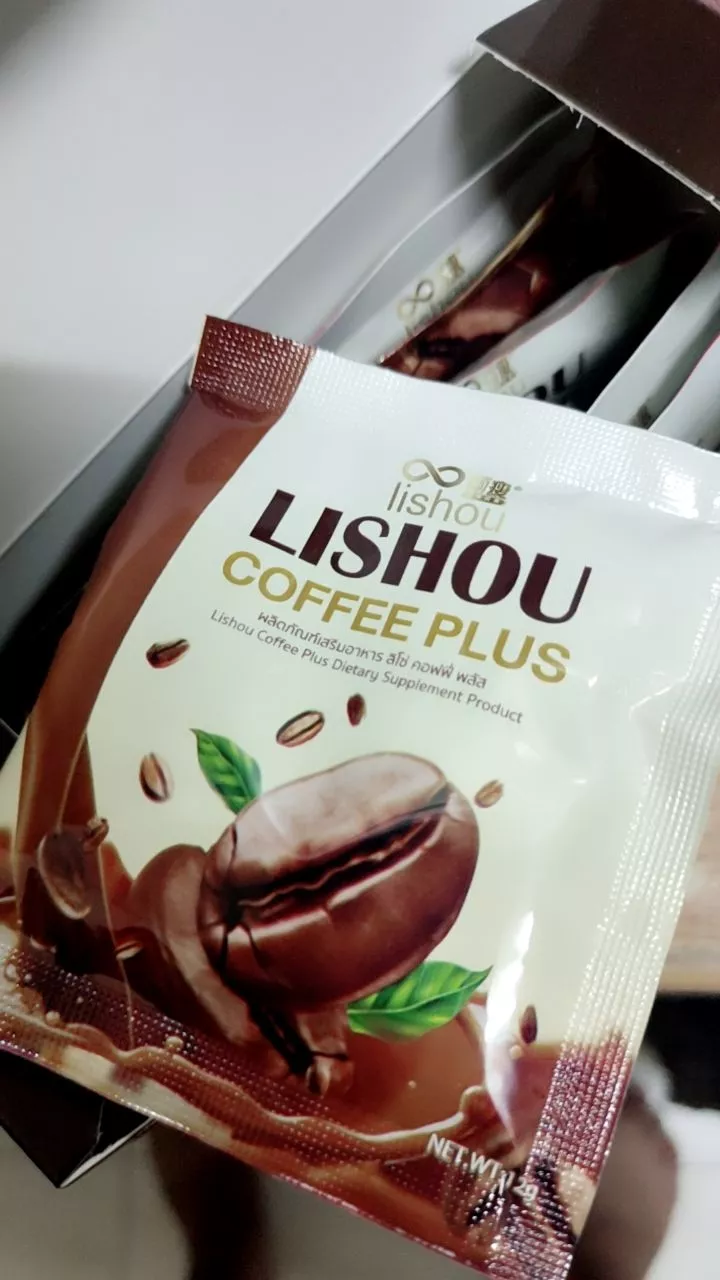 lishou
LISHOU
COFFEE PLUS
ผลิตภัณฑ์เสริมอาหาร ลิโซ่ คอฟฟี่ พลัส
Lishou Coffee Plus Dietary Supplement Product
NET.WT.12g